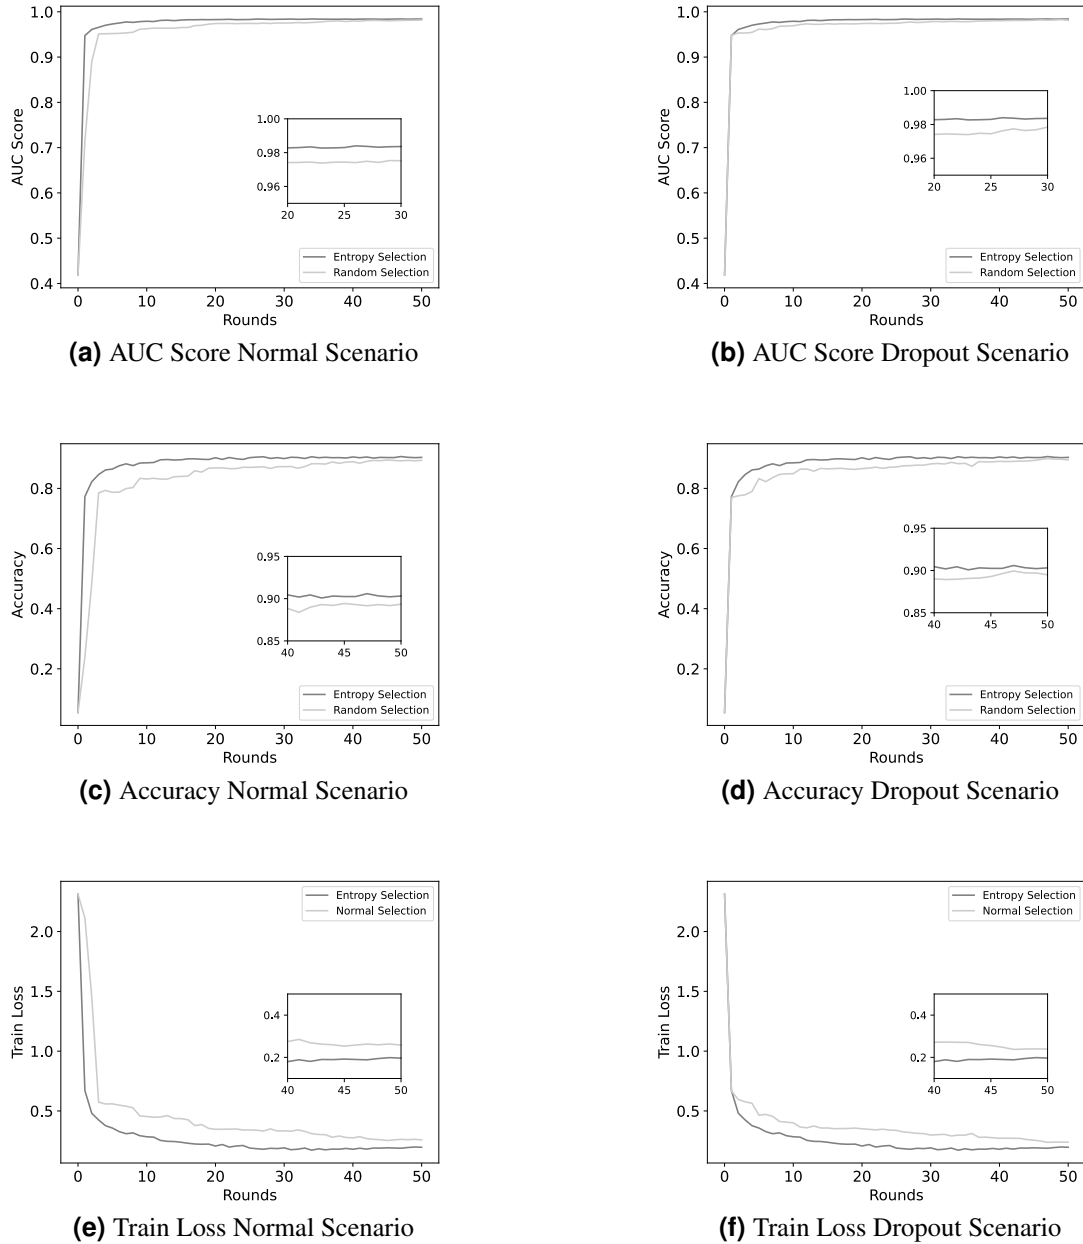 1.0
0.9
0.8
0.7
0.6
0.5
0.4
AUC Score
1.00
0.98
0.96
20 25 30
Entropy Selection
Random Selection
0 10 20 30 40 50
Rounds
(a) AUC Score Normal Scenario
1.0
0.9
0.8
0.7
0.6
0.5
0.4
AUC Score
1.00
0.98
0.96
20 25 30
Entropy Selection
Random Selection
0 10 20 30 40 50
Rounds
(b) AUC Score Dropout Scenario
0.8
0.6
0.4
0.2
Accuracy
0.95
0.90
0.85
40 45 50
Entropy Selection
Random Selection
0 10 20 30 40 50
Rounds
(c) Accuracy Normal Scenario
0.8
0.6
0.4
0.2
Accuracy
0.95
0.90
0.85
40 45 50
Entropy Selection
Random Selection
0 10 20 30 40 50
Rounds
(d) Accuracy Dropout Scenario
Entropy Selection
Normal Selection
2.0
1.5
1.0
0.5
Train Loss
0.4
0.2
40 45 50
0 10 20 30 40 50
Rounds
(e) Train Loss Normal Scenario
Entropy Selection
Normal Selection
2.0
1.5
1.0
0.5
Train Loss
0.4
0.2
40 45 50
0 10 20 30 40 50
Rounds
(f) Train Loss Dropout Scenario